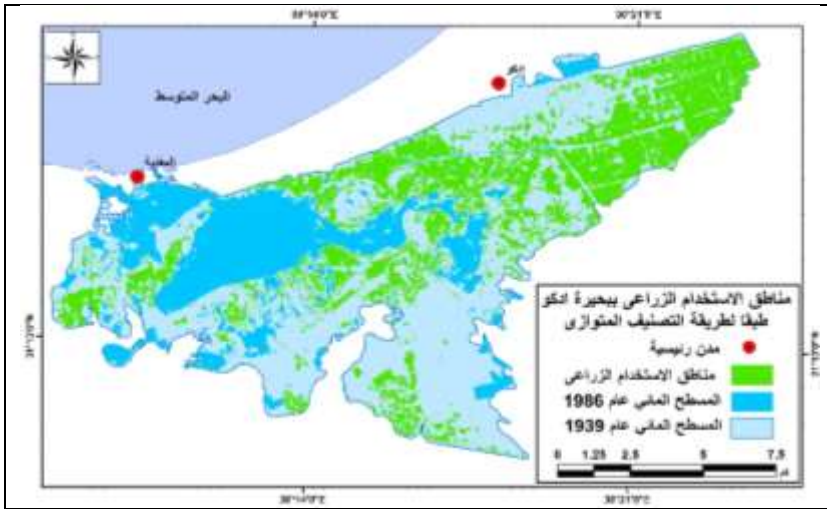 البحر المتوسط
ادكو
المعدية
مناطق الاستخدام الزراعى ببحيرة ادكو
طبقا لطريقة التصنيف المتوازى
مدن رئيسية
مناطق الاستخدام الزراعى
المسطح المائى عام 1986
المسطح المائى عام 1939
0 1.25 2.5 5 7.5
كم